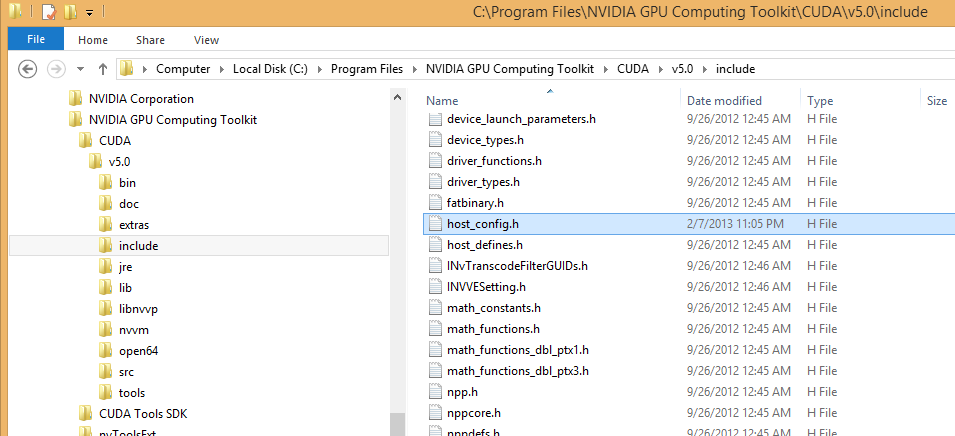 C:\Program Files\NVIDIA GPU Computing Toolkit\CUDA\v5.0\include
File Home Share View
Computer Local Disk (C:) Program Files NVIDIA GPU Computing Toolkit CUDA v5.0 include
NVIDIA Corporation
NVIDIA GPU Computing Toolkit
CUDA
v5.0
bin
doc
extras
include
jre
lib
libnvvp
nvvm
open64
src
tools
CUDA Tools SDK
nvToolsExt
Name Date modified Type Size
device_launch_parameters.h 9/26/2012 12:45 AM H File
device_types.h 9/26/2012 12:45 AM H File
driver_functions.h 9/26/2012 12:45 AM H File
driver_types.h 9/26/2012 12:45 AM H File
fatbinary.h 9/26/2012 12:45 AM H File
host_config.h 2/7/2013 11:05 PM H File
host_defines.h 9/26/2012 12:45 AM H File
INvTranscodeFilterGUIDs.h 9/26/2012 12:46 AM H File
INVVESetting.h 9/26/2012 12:46 AM H File
math_constants.h 9/26/2012 12:45 AM H File
math_functions.h 9/26/2012 12:45 AM H File
math_functions_dbl_ptx1.h 9/26/2012 12:45 AM H File
math_functions_dbl_ptx3.h 9/26/2012 12:45 AM H File
npp.h 9/26/2012 12:45 AM H File
nppcore.h 9/26/2012 12:45 AM H File
nppdefs.h 9/26/2012 12:45 AM H File